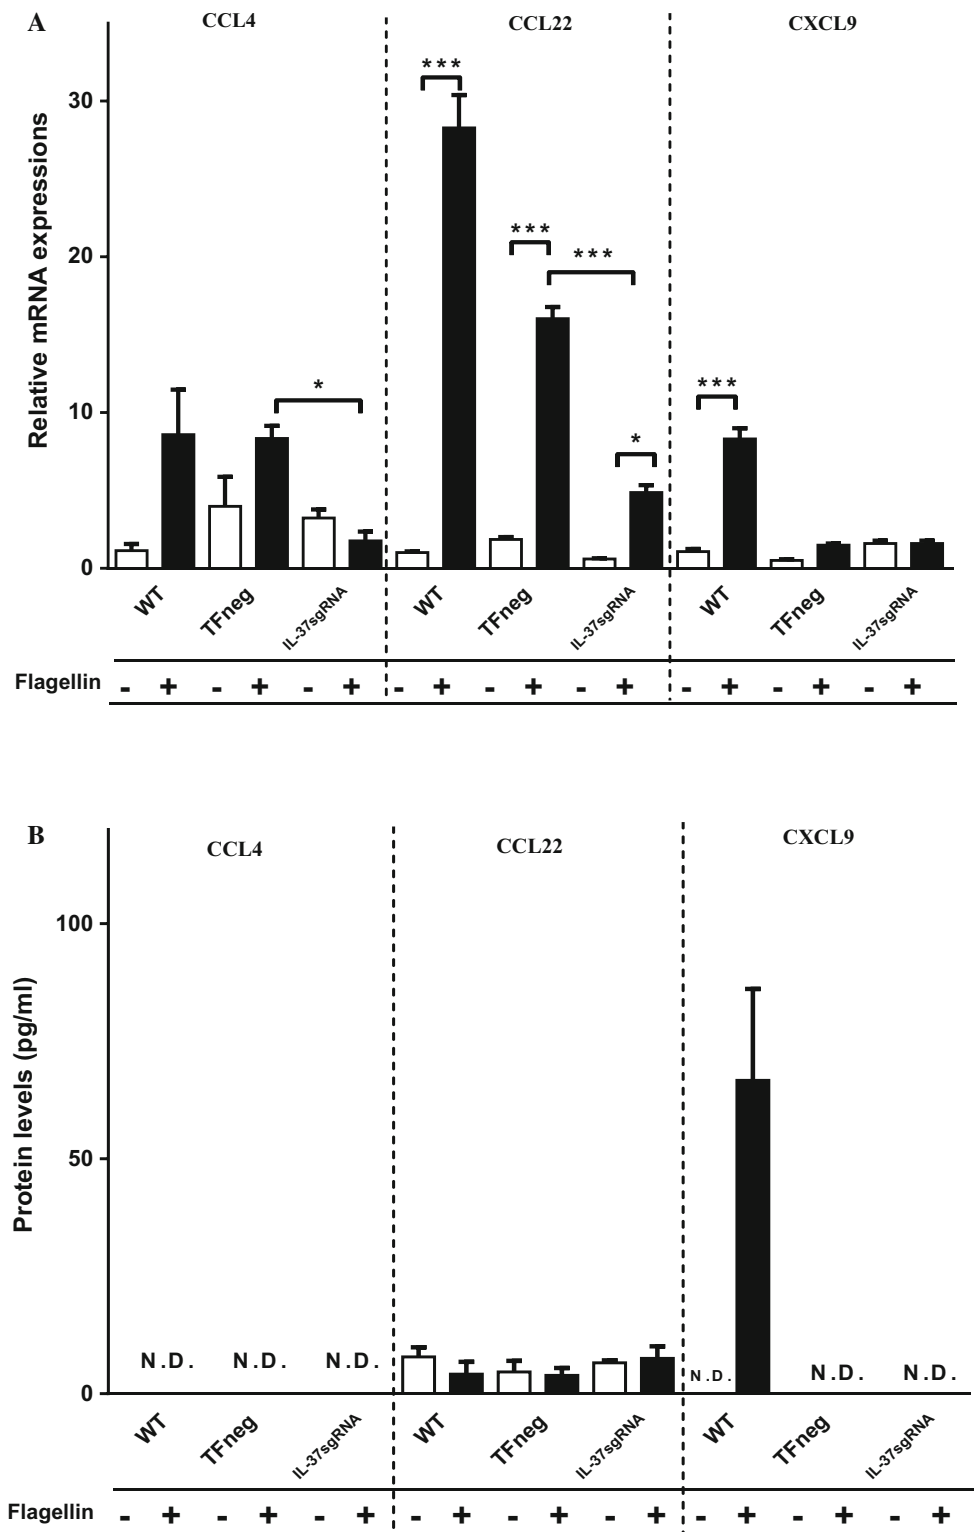 A
CCL4 CCL22 CXCL9
Relative mRNA expressions
30
20
10
0
***
***
***
*
*
***
WT TFneg IL-37sgRNA WT TFneg IL-37sgRNA WT TFneg IL-37sgRNA
Flagellin - + - + - + - + - + - + - + - + - +
B
CCL4 CCL22 CXCL9
Protein levels (pg/ml)
100
50
0
N.D. N.D. N.D. N.D. N.D. N.D.
WT TFneg IL-37sgRNA WT TFneg IL-37sgRNA WT TFneg IL-37sgRNA
Flagellin - + - + - + - + - + - + - + - + - +